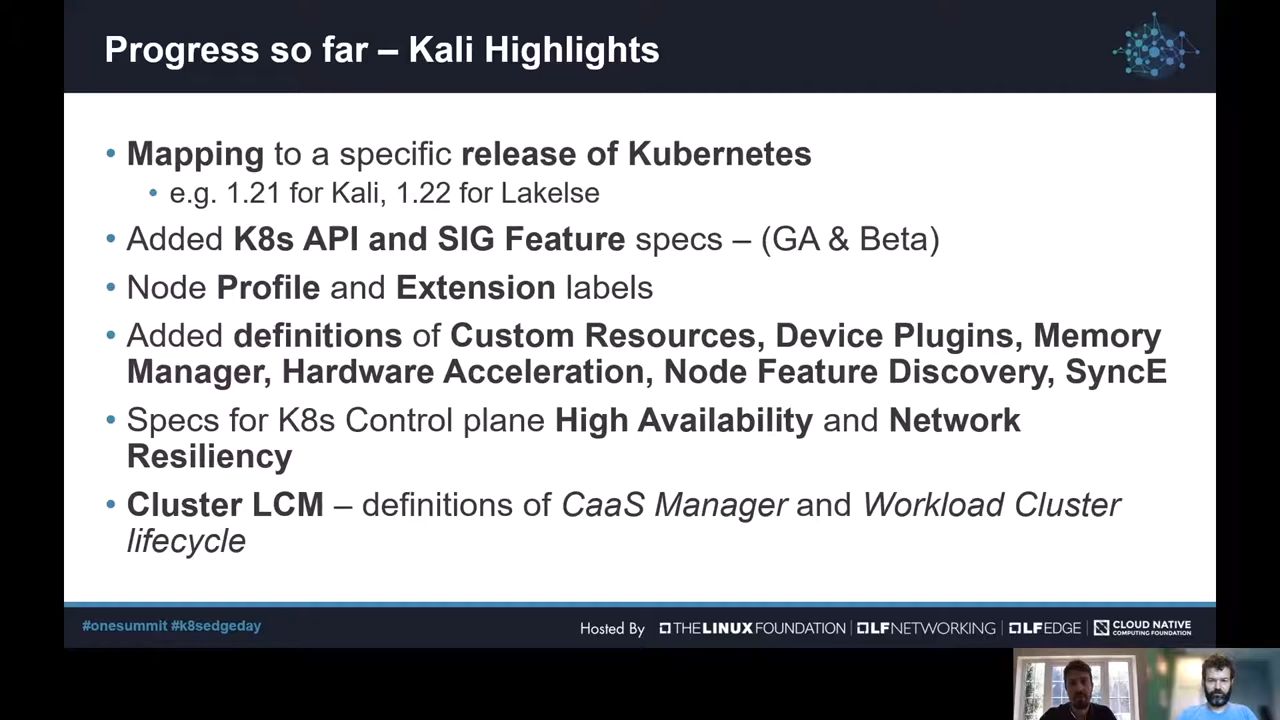 Progress so far – Kali Highlights
• Mapping to a specific release of Kubernetes
• e.g. 1.21 for Kali, 1.22 for Lakelse
• Added K8s API and SIG Feature specs – (GA & Beta)
• Node Profile and Extension labels
• Added definitions of Custom Resources, Device Plugins, Memory
Manager, Hardware Acceleration, Node Feature Discovery, SyncE
• Specs for K8s Control plane High Availability and Network
Resiliency
• Cluster LCM – definitions of CaaS Manager and Workload Cluster
lifecycle
#onesummit #k8sedgeday
Hosted By THE LINUX FOUNDATION | LF NETWORKING | LF EDGE | CLOUD NATIVE
COMPUTING FOUNDATION